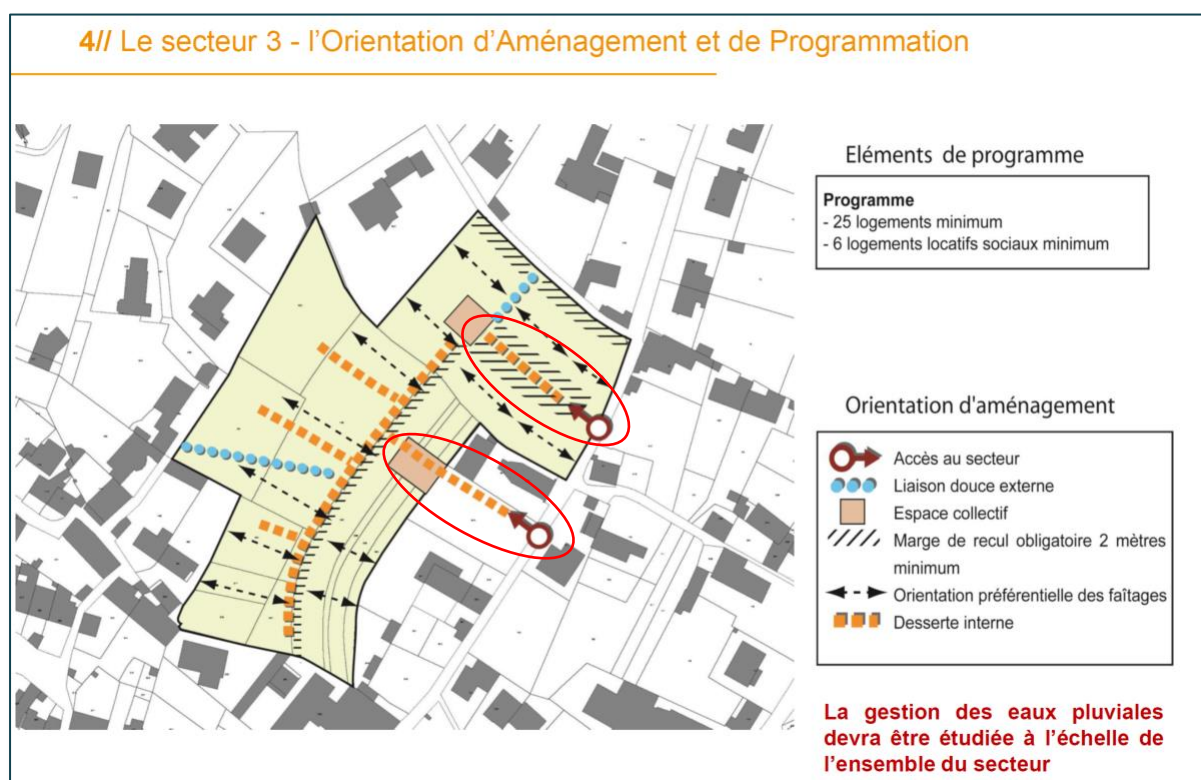 4// Le secteur 3 - l'Orientation d'Aménagement et de Programmation
Eléments de programme
Programme
- 25 logements minimum
- 6 logements locatifs sociaux minimum
Orientation d'aménagement
Accès au secteur
Liaison douce externe
Espace collectif
Marge de recul obligatoire 2 mètres
minimum
Orientation préférentielle des faîtages
Desserte interne
La gestion des eaux pluviales
devra être étudiée à l'échelle de
l'ensemble du secteur